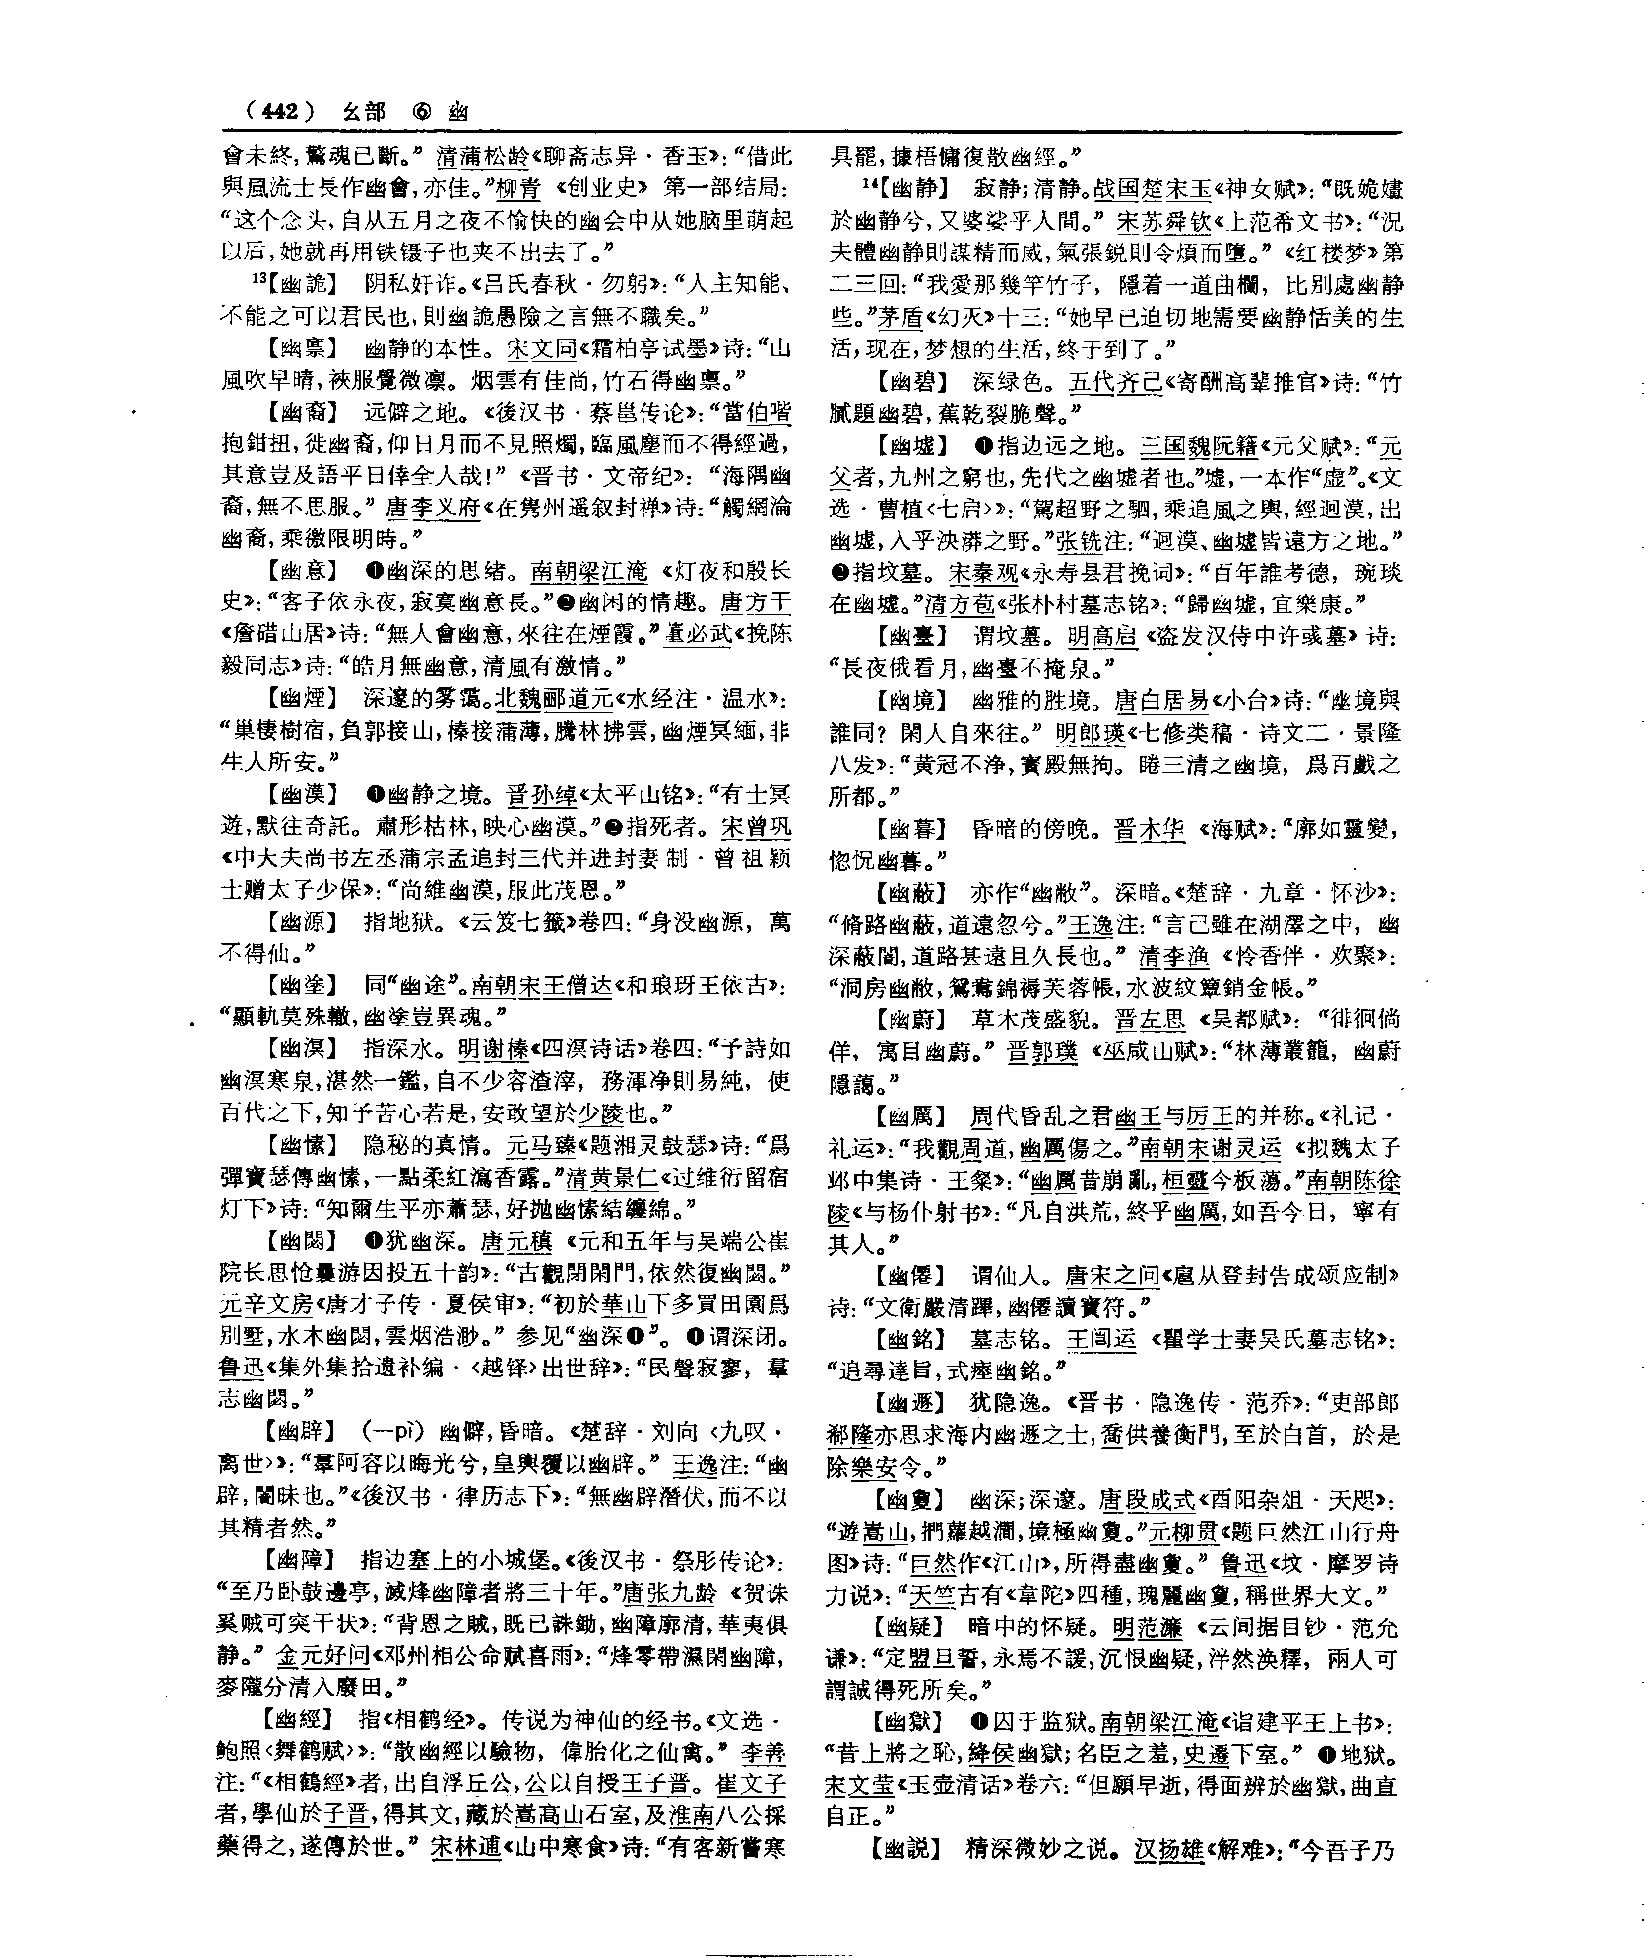 （442） 幺部 ⑥ 幽
會未終，驚魂已斷。”清蒲松龄《聊斋志异·香玉》：“借此
與風流士長作幽會，亦佳。”柳青《创业史》第一部结局：
“这个念头，自从五月之夜不愉快的幽会中从她脑里萌起
以后，她就再用铁镊子也夹不出去了。”
¹³【幽詭】 阴私奸诈。《吕氏春秋·勿躬》：“人主知能、
不能之可以君民也，則幽詭愚險之言無不職矣。”
【幽禀】 幽静的本性。宋文同《霜柏亭试墨》诗：“山
風吹早晴，裌服覺微凛。烟雲有佳尚，竹石得幽禀。”
【幽裔】 远僻之地。《後汉书·蔡邕传论》：“當伯喈
抱鉗扭，徙幽裔，仰日月而不見照燭，臨風塵而不得經過，
其意豈及語平日倖全人哉！”《晋书·文帝纪》：“海隅幽
裔，無不思服。”唐李义府《在巂州遥叙封禅》诗：“觸網淪
幽裔，乘徼限明時。”
【幽意】 ❶幽深的思绪。南朝梁江淹《灯夜和殷长
史》：“客子依永夜，寂寞幽意長。”❷幽闲的情趣。唐方干
《詹碏山居》诗：“無人會幽意，來往在煙霞。”董必武《挽陈
毅同志》诗：“皓月無幽意，清風有激情。”
【幽煙】 深邃的雾霭。北魏郦道元《水经注·温水》：
“巢棲樹宿，負郭接山，榛接蒲薄，騰林拂雲，幽煙冥緬，非
生人所安。”
【幽漠】 ❶幽静之境。晋孙绰《太平山铭》：“有士冥
遊，默往奇託。肅形枯林，映心幽漠。”❷指死者。宋曾巩
《中大夫尚书左丞蒲宗孟追封三代并进封妻制·曾祖颖
士赠太子少保》：“尚維幽漠，服此茂恩。”
【幽源】 指地狱。《云笈七籤》卷四：“身没幽源，萬
不得仙。”
【幽塗】 同“幽途”。南朝宋王僧达《和琅玡王依古》：
“顯軌莫殊轍，幽塗豈異魂。”
【幽溟】 指深水。明谢榛《四溟诗话》卷四：“予詩如
幽溟寒泉，湛然一鑑，自不少容渣滓，務渾净則易純，使
百代之下，知予苦心若是，安敢望於少陵也。”
【幽愫】 隐秘的真情。元马臻《题湘灵鼓瑟》诗：“爲
彈寶瑟傳幽愫，一點柔紅瀉香露。”清黄景仁《过维衍留宿
灯下》诗：“知爾生平亦蕭瑟，好抛幽愫結纏綿。”
【幽閟】 ❶犹幽深。唐元稹《元和五年与吴端公崔
院长思怆曩游因投五十韵》：“古觀閉閑門，依然復幽閟。”
元辛文房《唐才子传·夏侯审》：“初於華山下多買田園爲
别墅，水木幽閟，雲烟浩渺。”参见“幽深❶”。❶谓深闭。
鲁迅《集外集拾遗补编·〈越铎〉出世辞》：“民聲寂寥，羣
志幽閟。”
【幽辟】 （—pì）幽僻，昏暗。《楚辞·刘向〈九叹·
离世〉》：“羣阿容以晦光兮，皇輿覆以幽辟。”王逸注：“幽
辟，闇昧也。”《後汉书·律历志下》：“無幽辟潛伏，而不以
其精者然。”
【幽障】 指边塞上的小城堡。《後汉书·祭肜传论》：
“至乃卧鼓邊亭，滅烽幽障者將三十年。”唐张九龄《贺诛
奚贼可突干状》：“背恩之賊，既已誅鋤，幽障廓清，華夷俱
静。”金元好问《邓州相公命赋喜雨》：“烽零帶濕閑幽障，
麥隴分清入廢田。”
【幽經】 指《相鹤经》。传说为神仙的经书。《文选·
鲍照〈舞鹤赋〉》：“散幽經以驗物，偉胎化之仙禽。”李善
注：“《相鶴經》者，出自浮丘公，公以自授王子晋。崔文子
者，學仙於子晋，得其文，藏於嵩高山石室，及淮南八公採
藥得之，遂傳於世。”宋林逋《山中寒食》诗：“有客新嘗寒
具罷，據梧慵復散幽經。”
¹⁴【幽静】 寂静；清静。战国楚宋玉《神女赋》：“既姽嫿
於幽静兮，又婆娑乎人間。”宋苏舜钦《上范希文书》：“況
夫體幽静則謀精而威，氣張鋭則令煩而墮。”《红楼梦》第
二三回：“我愛那幾竿竹子，隱着一道曲欄，比别處幽静
些。”茅盾《幻灭》十三：“她早已迫切地需要幽静恬美的生
活，现在，梦想的生活，终于到了。”
【幽碧】 深绿色。五代齐己《寄酬高辇推官》诗：“竹
膩題幽碧，蕉乾裂脆聲。”
【幽墟】 ❶指边远之地。三国魏阮籍《元父赋》：“元
父者，九州之窮也，先代之幽墟者也。”墟，一本作“虚”。《文
选·曹植〈七启〉》：“駕超野之駟，乘追風之輿，經迥漠，出
幽墟，入乎泱漭之野。”张铣注：“迥漠、幽墟皆遠方之地。”
❷指坟墓。宋秦观《永寿县君挽词》：“百年誰考德，琬琰
在幽墟。”清方苞《张朴村墓志铭》：“歸幽墟，宜樂康。”
【幽臺】 谓坟墓。明高启《盗发汉侍中许彧墓》诗：
“長夜俄看月，幽臺不掩泉。”
【幽境】 幽雅的胜境。唐白居易《小台》诗：“幽境與
誰同？閑人自來往。”明郎瑛《七修类稿·诗文二·景隆
八发》：“黄冠不净，寳殿無拘。睠三清之幽境，爲百戲之
所都。”
【幽暮】 昏暗的傍晚。晋木华《海赋》：“廓如靈變，
惚怳幽暮。”
【幽蔽】 亦作“幽敝”。深暗。《楚辞·九章·怀沙》：
“脩路幽蔽，道遠忽兮。”王逸注：“言己雖在湖澤之中，幽
深蔽闇，道路甚遠且久長也。”清李渔《怜香伴·欢聚》：
“洞房幽敝，鴛鴦錦褥芙蓉帳，水波紋簟銷金帳。”
【幽蔚】 草木茂盛貌。晋左思《吴都赋》：“徘徊倘
佯，寓目幽蔚。”晋郭璞《巫咸山赋》：“林薄叢籠，幽蔚
隱藹。”
【幽厲】 周代昏乱之君幽王与厉王的并称。《礼记·
礼运》：“我觀周道，幽厲傷之。”南朝宋谢灵运《拟魏太子
邺中集诗·王粲》：“幽厲昔崩亂，桓靈今板蕩。”南朝陈徐
陵《与杨仆射书》：“凡自洪荒，終乎幽厲，如吾今日，寧有
其人。”
【幽僊】 谓仙人。唐宋之问《扈从登封告成颂应制》
诗：“文衛嚴清蹕，幽僊讀寶符。”
【幽銘】 墓志铭。王闿运《瞿学士妻吴氏墓志铭》：
“追尋達旨，式瘞幽銘。”
【幽遯】 犹隐逸。《晋书·隐逸传·范乔》：“吏部郎
郗隆亦思求海内幽遯之士，喬供養衡門，至於白首，於是
除樂安令。”
【幽敻】 幽深；深邃。唐段成式《酉阳杂俎·天咫》：
“遊嵩山，捫蘿越澗，境極幽敻。”元柳贯《题巨然江山行舟
图》诗：“巨然作《江山》，所得盡幽敻。”鲁迅《坟·摩罗诗
力说》：“天竺古有《韋陀》四種，瑰麗幽敻，稱世界大文。”
【幽疑】 暗中的怀疑。明范濂《云间据目钞·范允
谦》：“定盟旦誓，永焉不諼，沉恨幽疑，泮然涣釋，兩人可
謂誠得死所矣。”
【幽獄】 ❶囚于监狱。南朝梁江淹《诣建平王上书》：
“昔上將之恥，絳侯幽獄；名臣之羞，史遷下室。”❶地狱。
宋文莹《玉壶清话》卷六：“但願早逝，得面辨於幽獄，曲直
自正。”
【幽説】 精深微妙之说。汉扬雄《解难》：“今吾子乃